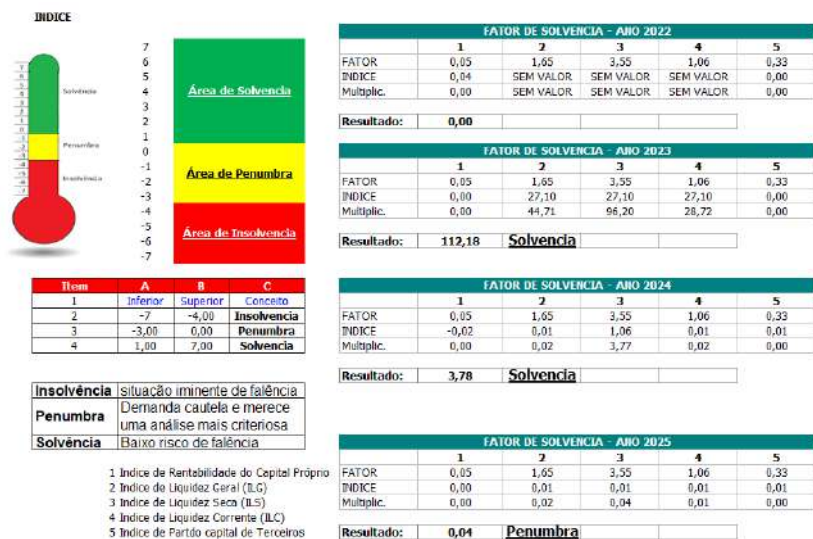 INDICE
7
6
5
4
3
2
1
0
-1
-2
-3
-4
-5
-6
-7
Solvência
Penumbra
Insolvência
Área de Solvencia
Área de Penumbra
Área de Insolvencia
Item A B C
1 Inferior Superior Conceito
2 -7 -4,00 Insolvencia
3 -3,00 0,00 Penumbra
4 1,00 7,00 Solvencia
Insolvência situação iminente de falência
Penumbra Demanda cautela e merece
uma análise mais criteriosa
Solvência Baixo risco de falência
1 Indice de Rentabilidade do Capital Próprio
2 Indice de Liquidez Geral (ILG)
3 Indice de Liquidez Seca (ILS)
4 Indice de Liquidez Corrente (ILC)
5 Indice de Partdo capital de Terceiros
FATOR DE SOLVENCIA - ANO 2022
1 2 3 4 5
FATOR 0,05 1,65 3,55 1,06 0,33
INDICE 0,04 SEM VALOR SEM VALOR SEM VALOR 0,00
Multiplic. 0,00 SEM VALOR SEM VALOR SEM VALOR 0,00
Resultado: 0,00
FATOR DE SOLVENCIA - ANO 2023
1 2 3 4 5
FATOR 0,05 1,65 3,55 1,06 0,33
INDICE 0,00 27,10 27,10 27,10 0,00
Multiplic. 0,00 44,71 96,20 28,72 0,00
Resultado: 112,18 Solvencia
FATOR DE SOLVENCIA - ANO 2024
1 2 3 4 5
FATOR 0,05 1,65 3,55 1,06 0,33
INDICE -0,02 0,01 1,06 0,01 0,01
Multiplic. 0,00 0,02 3,77 0,02 0,00
Resultado: 3,78 Solvencia
FATOR DE SOLVENCIA - ANO 2025
1 2 3 4 5
FATOR 0,05 1,65 3,55 1,06 0,33
INDICE 0,00 0,01 0,01 0,01 0,01
Multiplic. 0,00 0,02 0,04 0,01 0,00
Resultado: 0,04 Penumbra